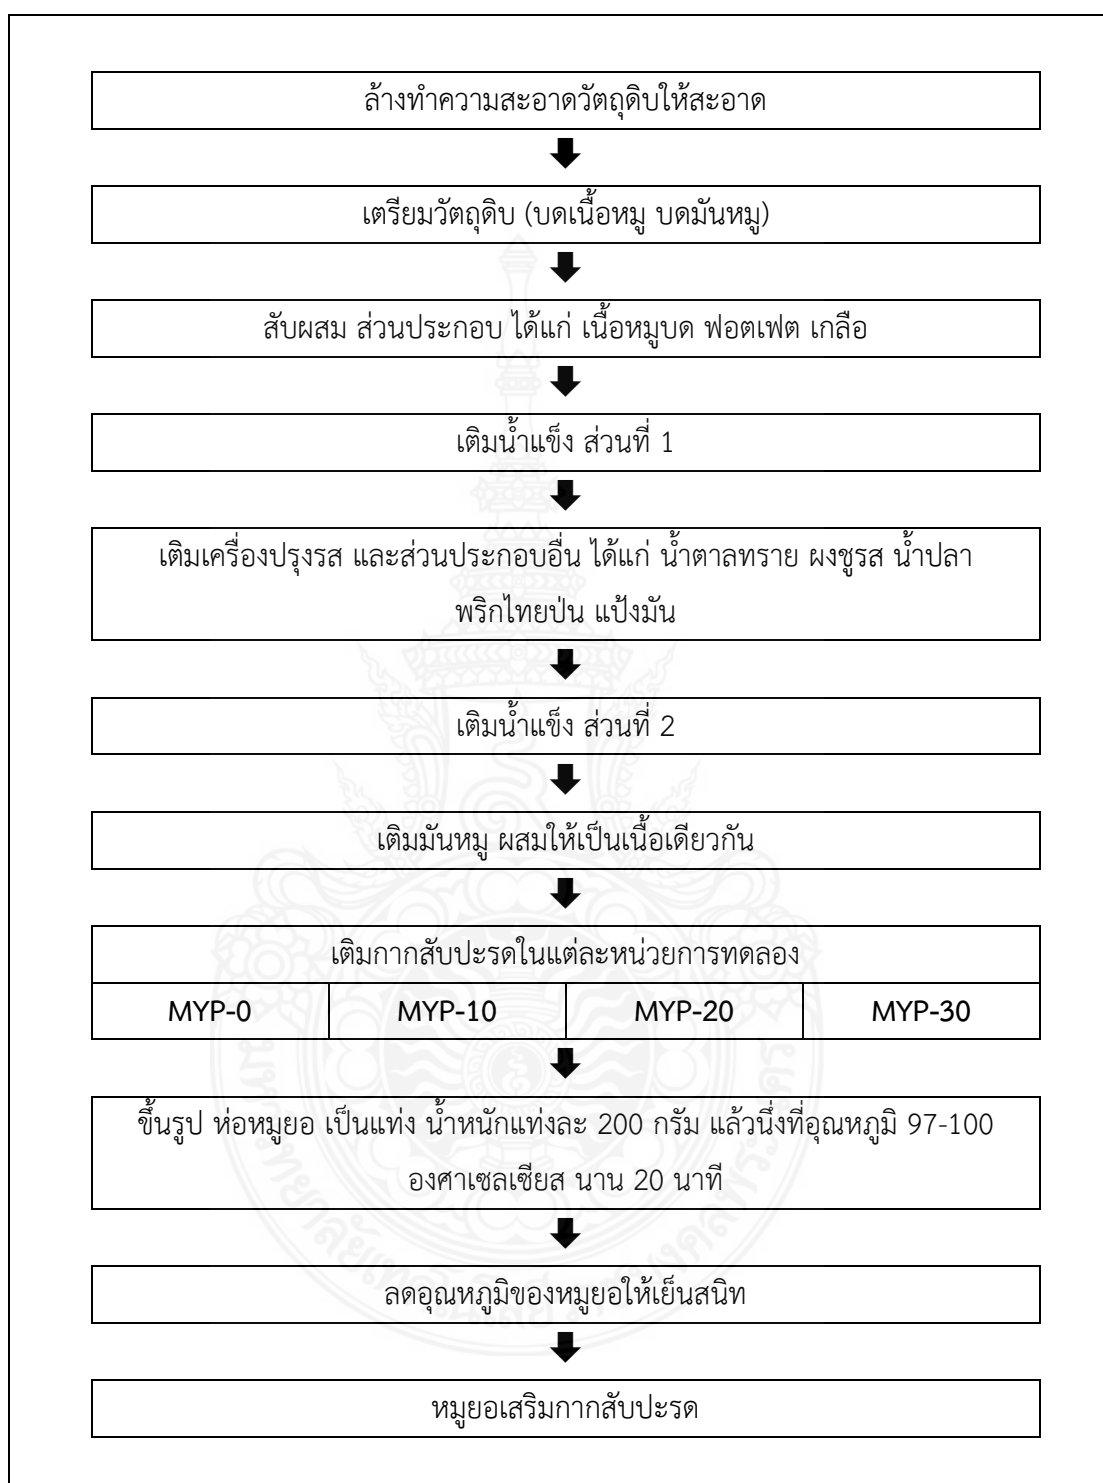 ล้างทำความสะอาดวัตถุดิบให้สะอาด
เตรียมวัตถุดิบ (บดเนื้อหมู บดมันหมู)
สับผสม ส่วนประกอบ ได้แก่ เนื้อหมูบด ฟอตเฟต เกลือ
เติมน้ำแข็ง ส่วนที่ 1
เติมเครื่องปรุงรส และส่วนประกอบอื่น ได้แก่ น้ำตาลทราย ผงชูรส น้ำปลา
พริกไทยป่น แป้งมัน
เติมน้ำแข็ง ส่วนที่ 2
เติมมันหมู ผสมให้เป็นเนื้อเดียวกัน
เติมกากสับปะรดในแต่ละหน่วยการทดลอง
MYP-0 MYP-10 MYP-20 MYP-30
ขึ้นรูป ห่อหมูยอ เป็นแท่ง น้ำหนักแท่งละ 200 กรัม แล้วนึ่งที่อุณหภูมิ 97-100
องศาเซลเซียส นาน 20 นาที
ลดอุณหภูมิของหมูยอให้เย็นสนิท
หมูยอเสริมกากสับปะรด